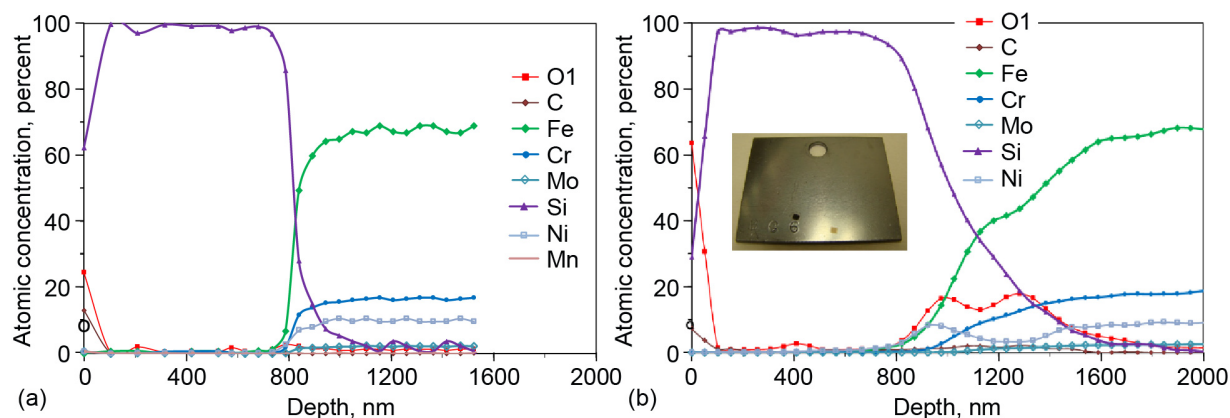 Atomic concentration, percent
100
80
60
40
20
0
0 400 800 1200 1600 2000
Depth, nm
(a)
O1
C
Fe
Cr
Mo
Si
Ni
Mn
Atomic concentration, percent
100
80
60
40
20
0
0 400 800 1200 1600 2000
Depth, nm
(b)
O1
C
Fe
Cr
Mo
Si
Ni